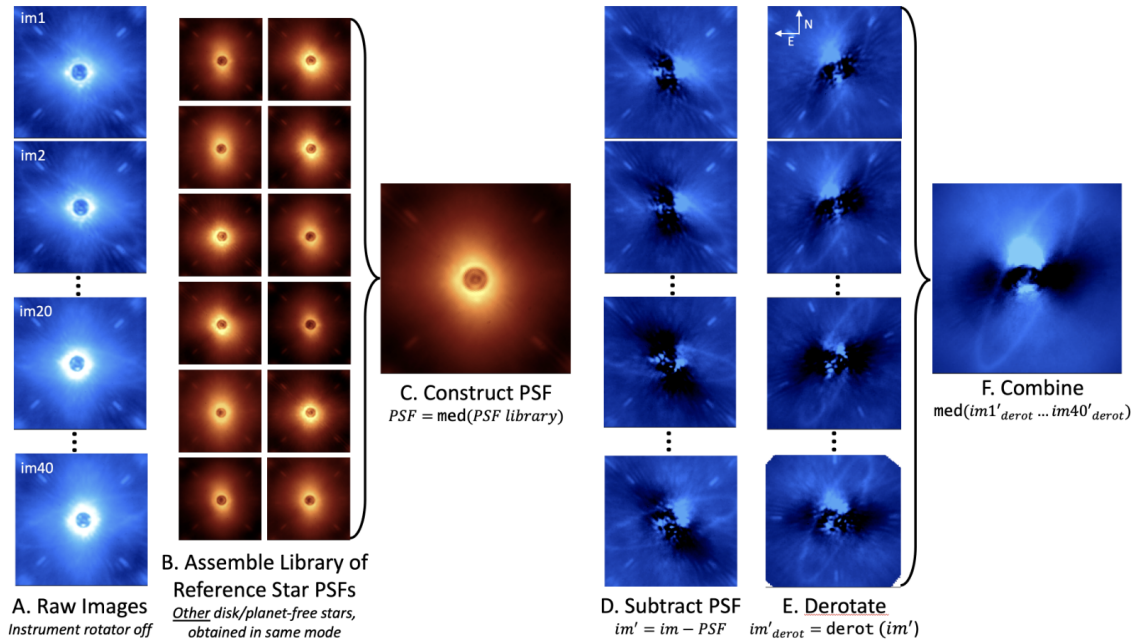 im1
im2
im20
im40
A. Raw Images
Instrument rotator off
B. Assemble Library of
Reference Star PSFs
Other disk/planet-free stars,
obtained in same mode
C. Construct PSF
PSF = med(PSF library)
D. Subtract PSF
im' = im − PSF
N
E
E. Derotate
im'derot = derot (im')
F. Combine
med(im1'derot … im40'derot)